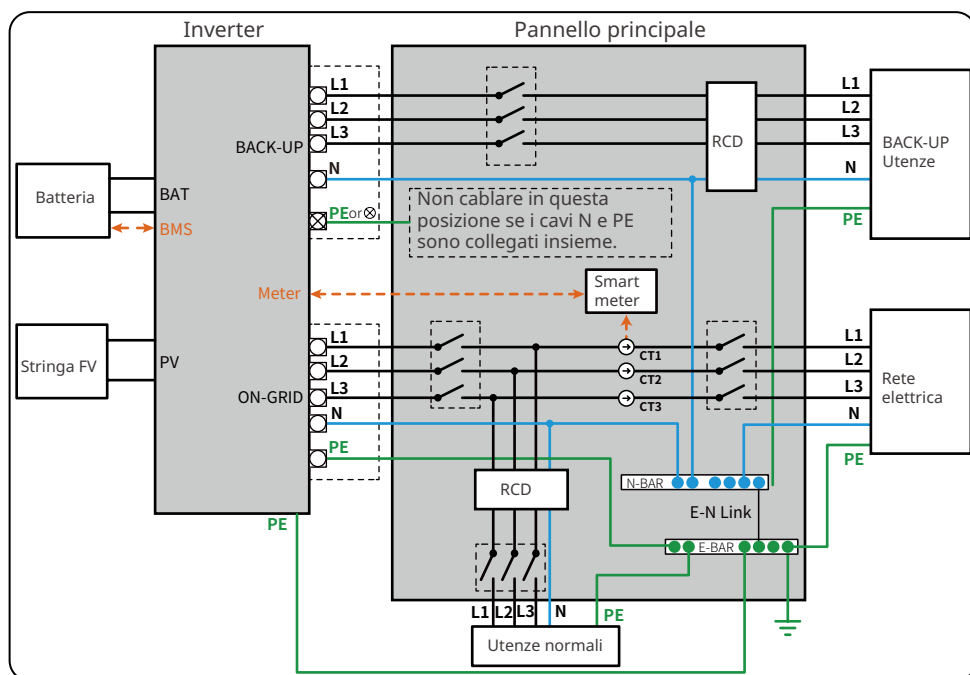 Inverter
Pannello principale
L1
L2
L3
BACK-UP
N
PE or
RCD
L1
L2
L3
N
PE
BACK-UP
Utenze
Batteria
BAT
BMS
Non cablare in questa
posizione se i cavi N e PE
sono collegati insieme.
Meter
Smart
meter
Stringa FV
PV
L1
L2
L3
ON-GRID
N
PE
CT1
CT2
CT3
L1
L2
L3
N
PE
Rete
elettrica
RCD
N-BAR
E-N Link
E-BAR
PE
L1 L2 L3 N PE
Utenze normali